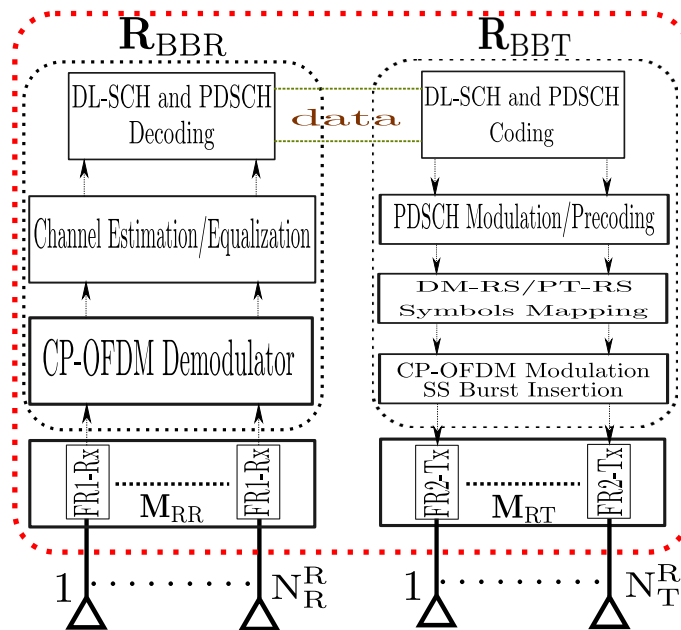 R_BBR
R_BBT
DL-SCH and PDSCH
Decoding
data
DL-SCH and PDSCH
Coding
Channel Estimation/Equalization
PDSCH Modulation/Precoding
DM-RS/PT-RS
Symbols Mapping
CP-OFDM Demodulator
CP-OFDM Modulation
SS Burst Insertion
FR1-Rx
FR1-Rx
M_RR
FR2-Tx
FR2-Tx
M_RT
1
N_R^R
1
N_T^R